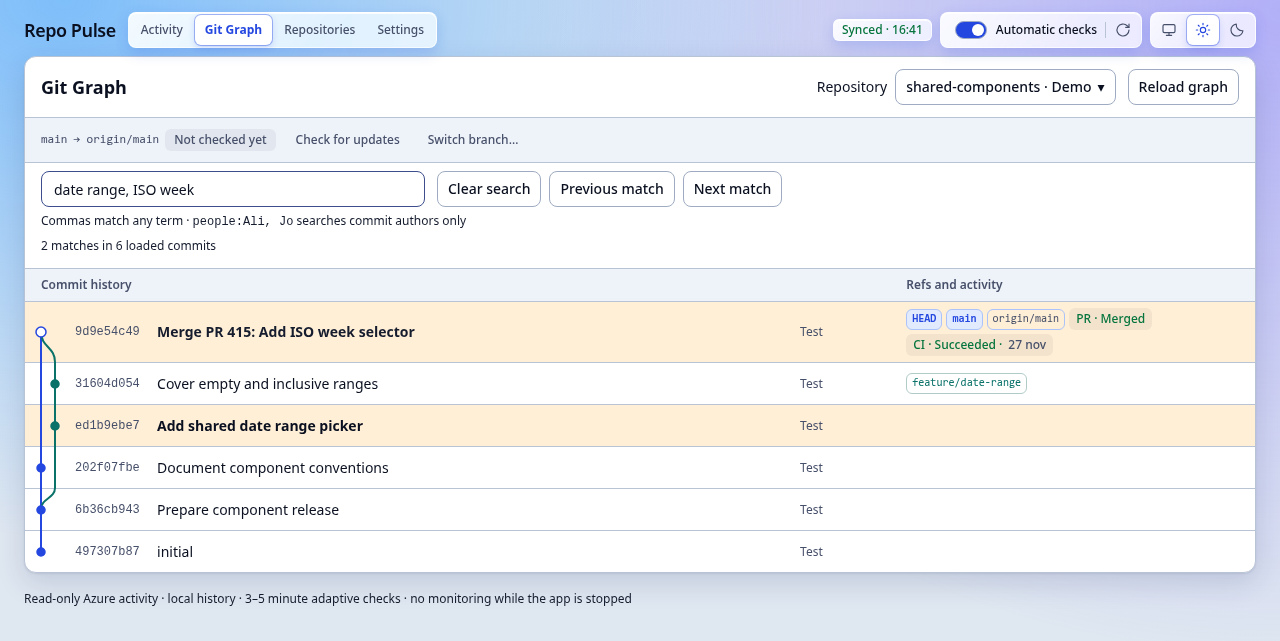 Repo Pulse
Activity Git Graph Repositories Settings
Synced · 16:41
Automatic checks
Git Graph
Repository shared-components · Demo ▾ Reload graph
main → origin/main Not checked yet Check for updates Switch branch…
date range, ISO week Clear search Previous match Next match
Commas match any term · people:Ali, Jo searches commit authors only
2 matches in 6 loaded commits
Commit history Refs and activity
9d9e54c49 Merge PR 415: Add ISO week selector Test HEAD main origin/main PR · Merged
CI · Succeeded · 27 nov
31604d054 Cover empty and inclusive ranges Test feature/date-range
ed1b9ebe7 Add shared date range picker Test
202f07fbe Document component conventions Test
6b36cb943 Prepare component release Test
497307b87 initial Test
Read-only Azure activity · local history · 3–5 minute adaptive checks · no monitoring while the app is stopped